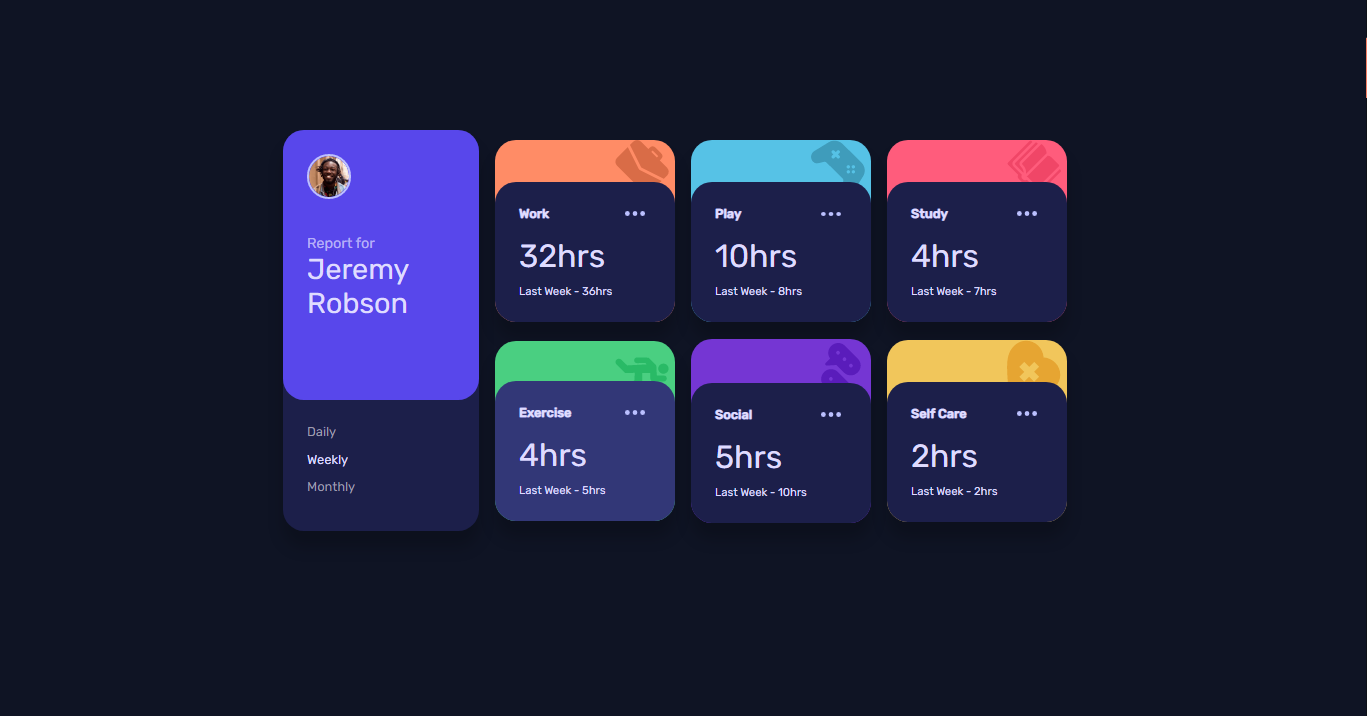 Report for
Jeremy
Robson
Daily
Weekly
Monthly
Work
32hrs
Last Week - 36hrs
Play
10hrs
Last Week - 8hrs
Study
4hrs
Last Week - 7hrs
Exercise
4hrs
Last Week - 5hrs
Social
5hrs
Last Week - 10hrs
Self Care
2hrs
Last Week - 2hrs